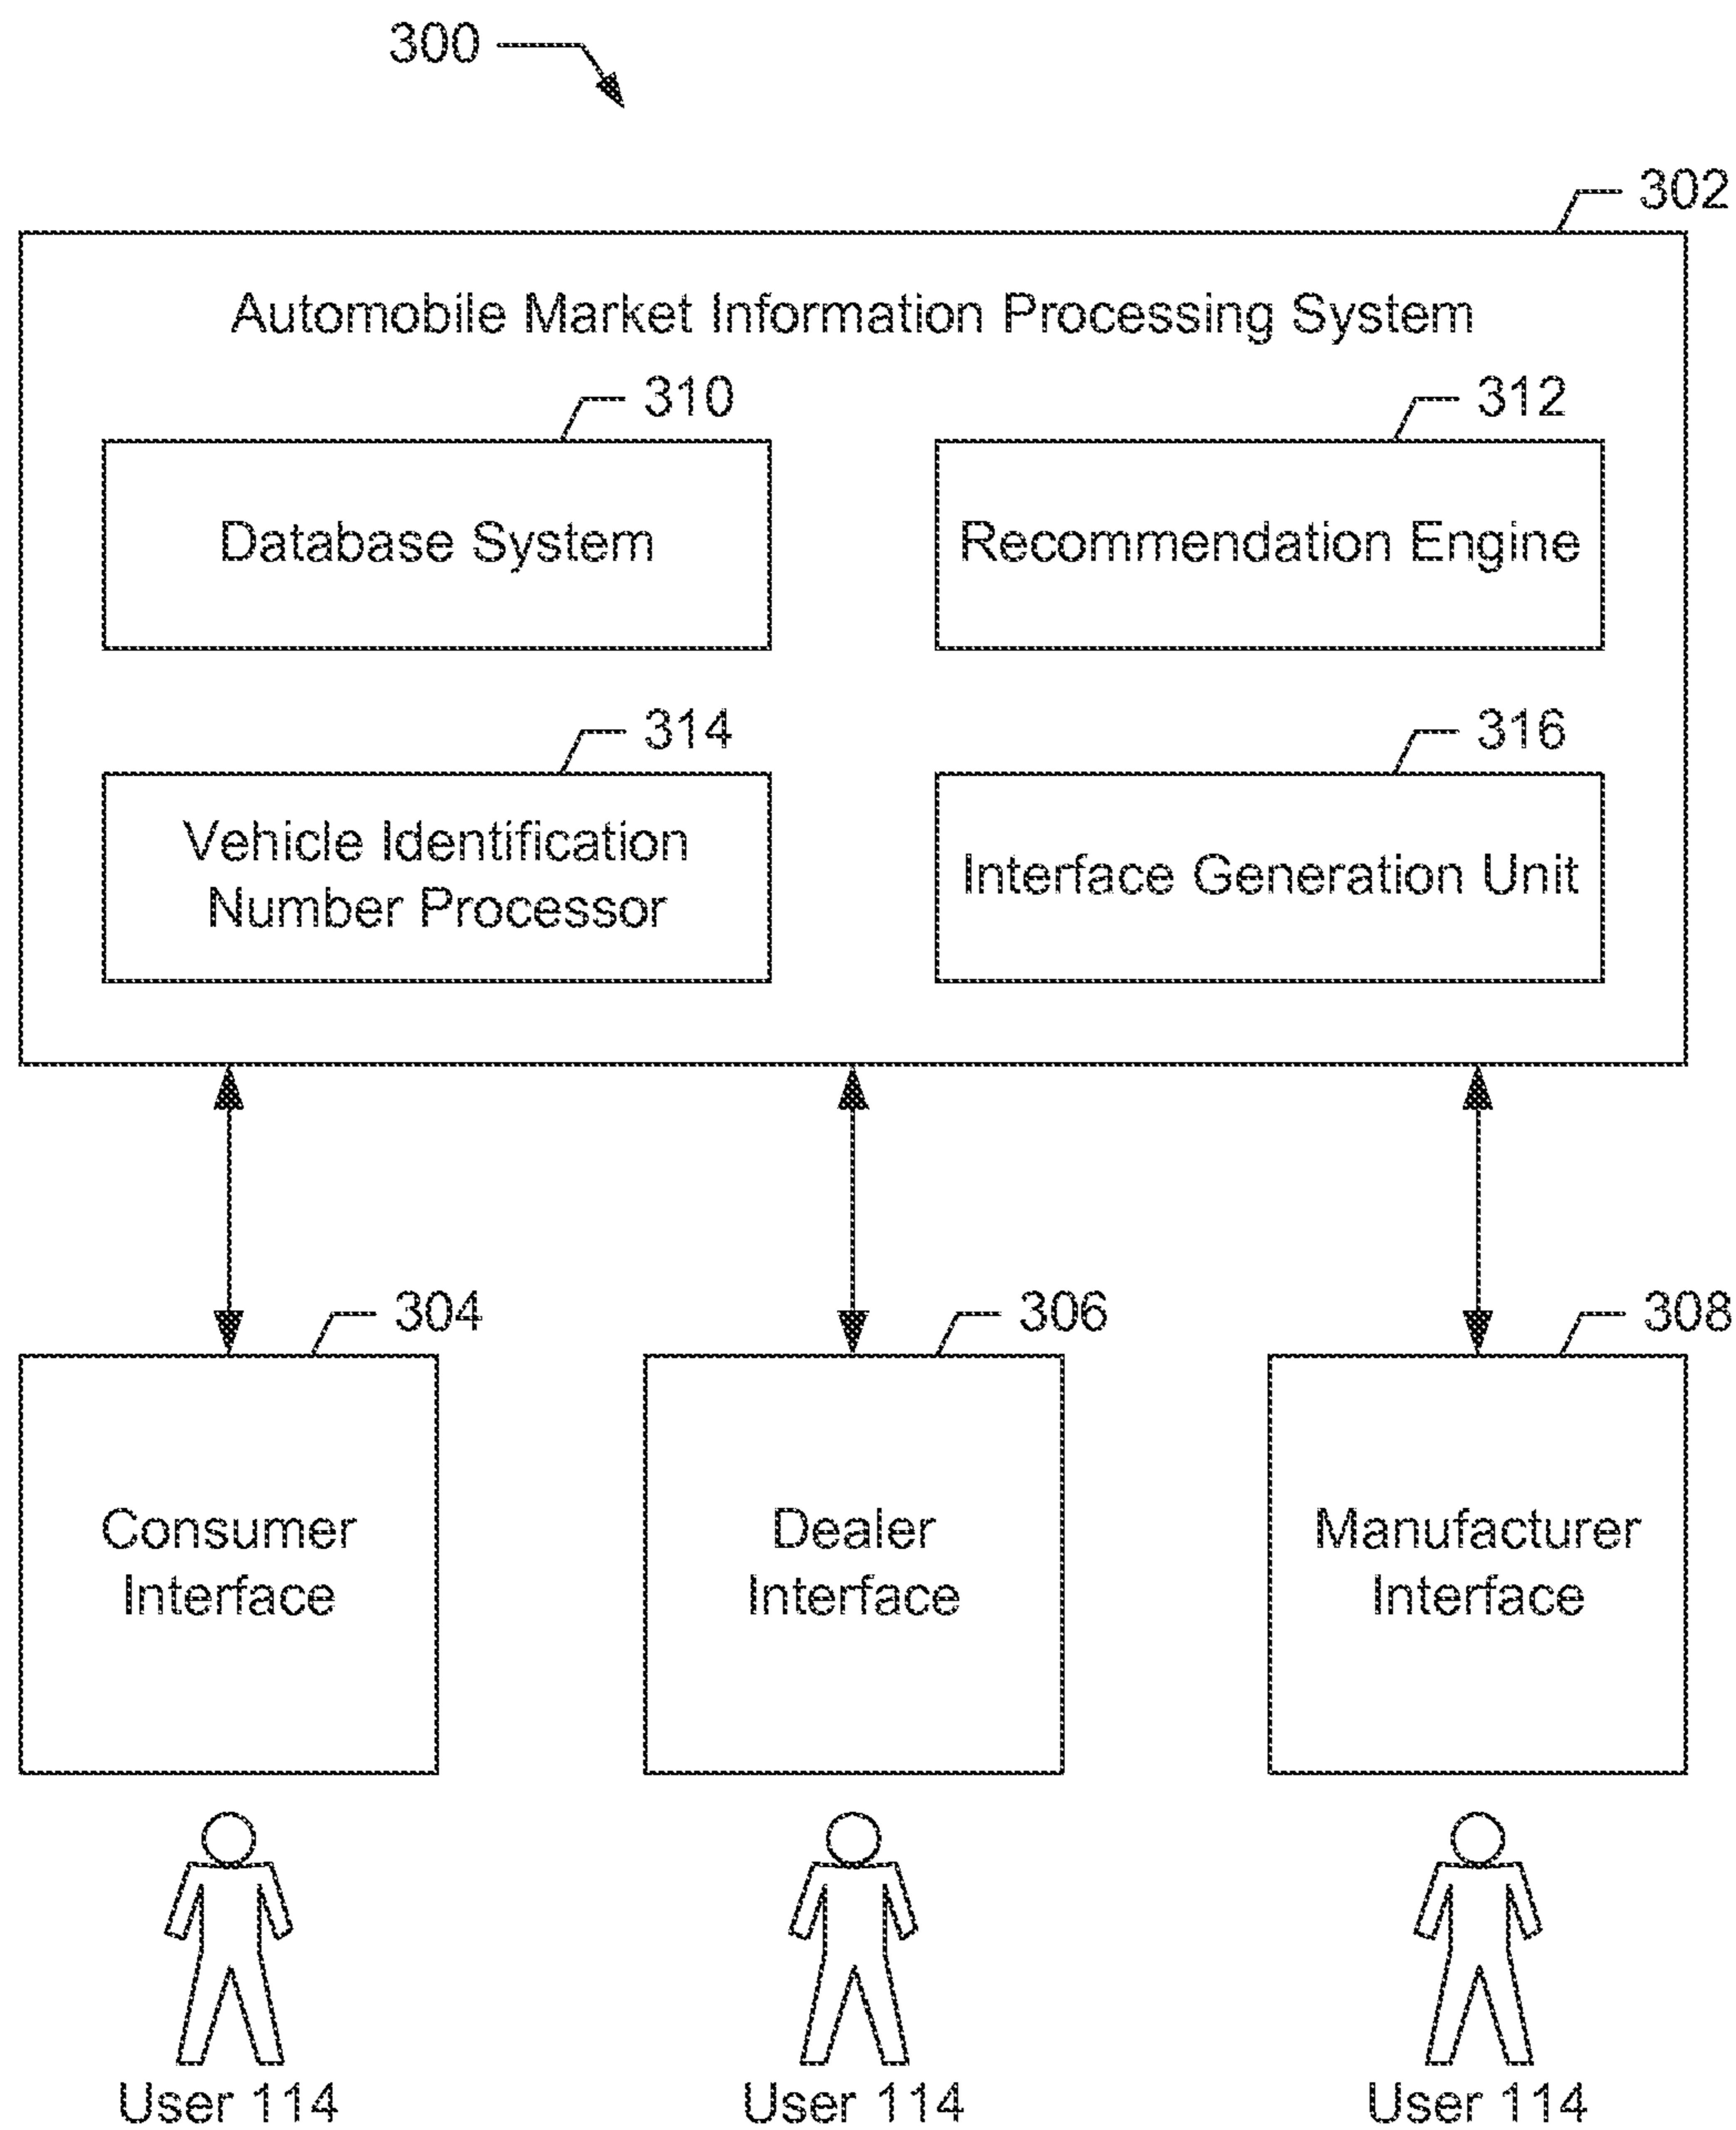 300
302
Automobile Market Information Processing System
310
312
Database System
Recommendation Engine
314
316
Vehicle Identification
Number Processor
Interface Generation Unit
304
306
308
Consumer
Interface
Dealer
Interface
Manufacturer
Interface
User 114
User 114
User 114